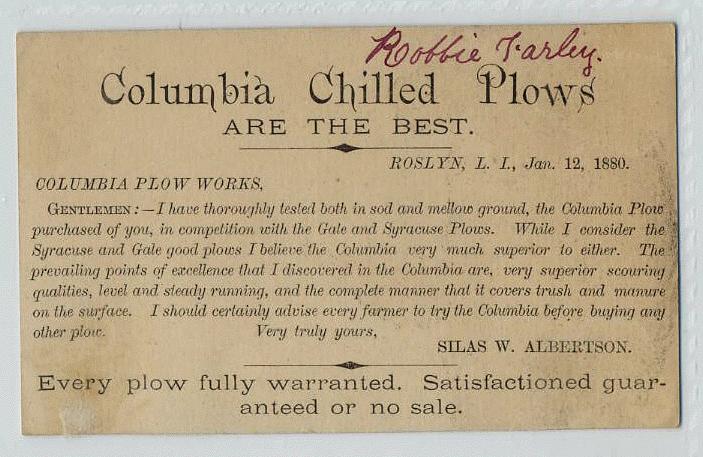 Robbie Farley.
Columbia Chilled Plows
ARE THE BEST.
ROSLYN, L. I., Jan. 12, 1880.
COLUMBIA PLOW WORKS,
GENTLEMEN:—I have thoroughly tested both in sod and mellow ground, the Columbia Plow
purchased of you, in competition with the Gale and Syracuse Plows. While I consider the
Syracuse and Gale good plows I believe the Columbia very much superior to either. The
prevailing points of excellence that I discovered in the Columbia are, very superior scouring
qualities, level and steady running, and the complete manner that it covers trash and manure
on the surface. I should certainly advise every farmer to try the Columbia before buying any
other plow. Very truly yours,
SILAS W. ALBERTSON.
Every plow fully warranted. Satisfactioned guar-
anteed or no sale.